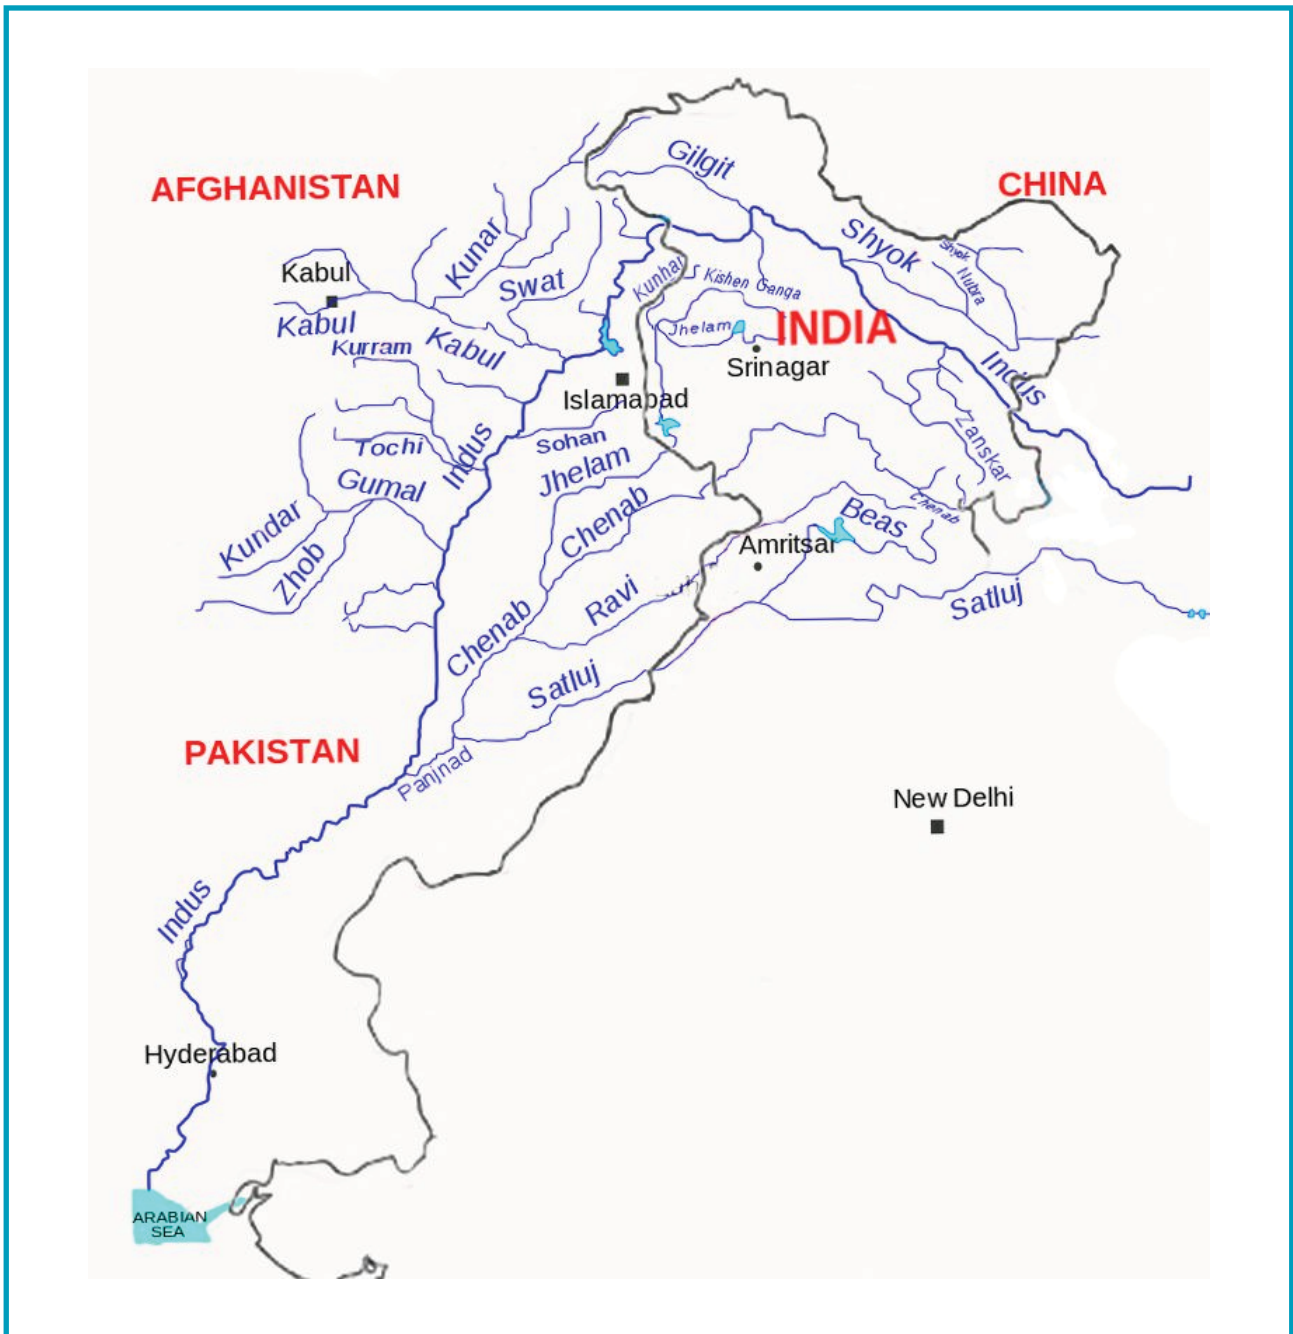 Gilgit
AFGHANISTAN
CHINA
Kunar
Shyok
Shyok
Nubra
Kabul
Swat
Kunhar
Kishen Ganga
Kabul
Kurram
Kabul
Jhelam
INDIA
Srinagar
Indus
Islamabad
Zanskar
Tochi
Indus
Sohan
Jhelam
Gumal
Kundar
Zhob
Chenab
Chenab
Beas
Amritsar
Ravi
Satluj
Chenab
Satluj
PAKISTAN
Panjnad
New Delhi
Indus
Hyderabad
ARABIAN
SEA